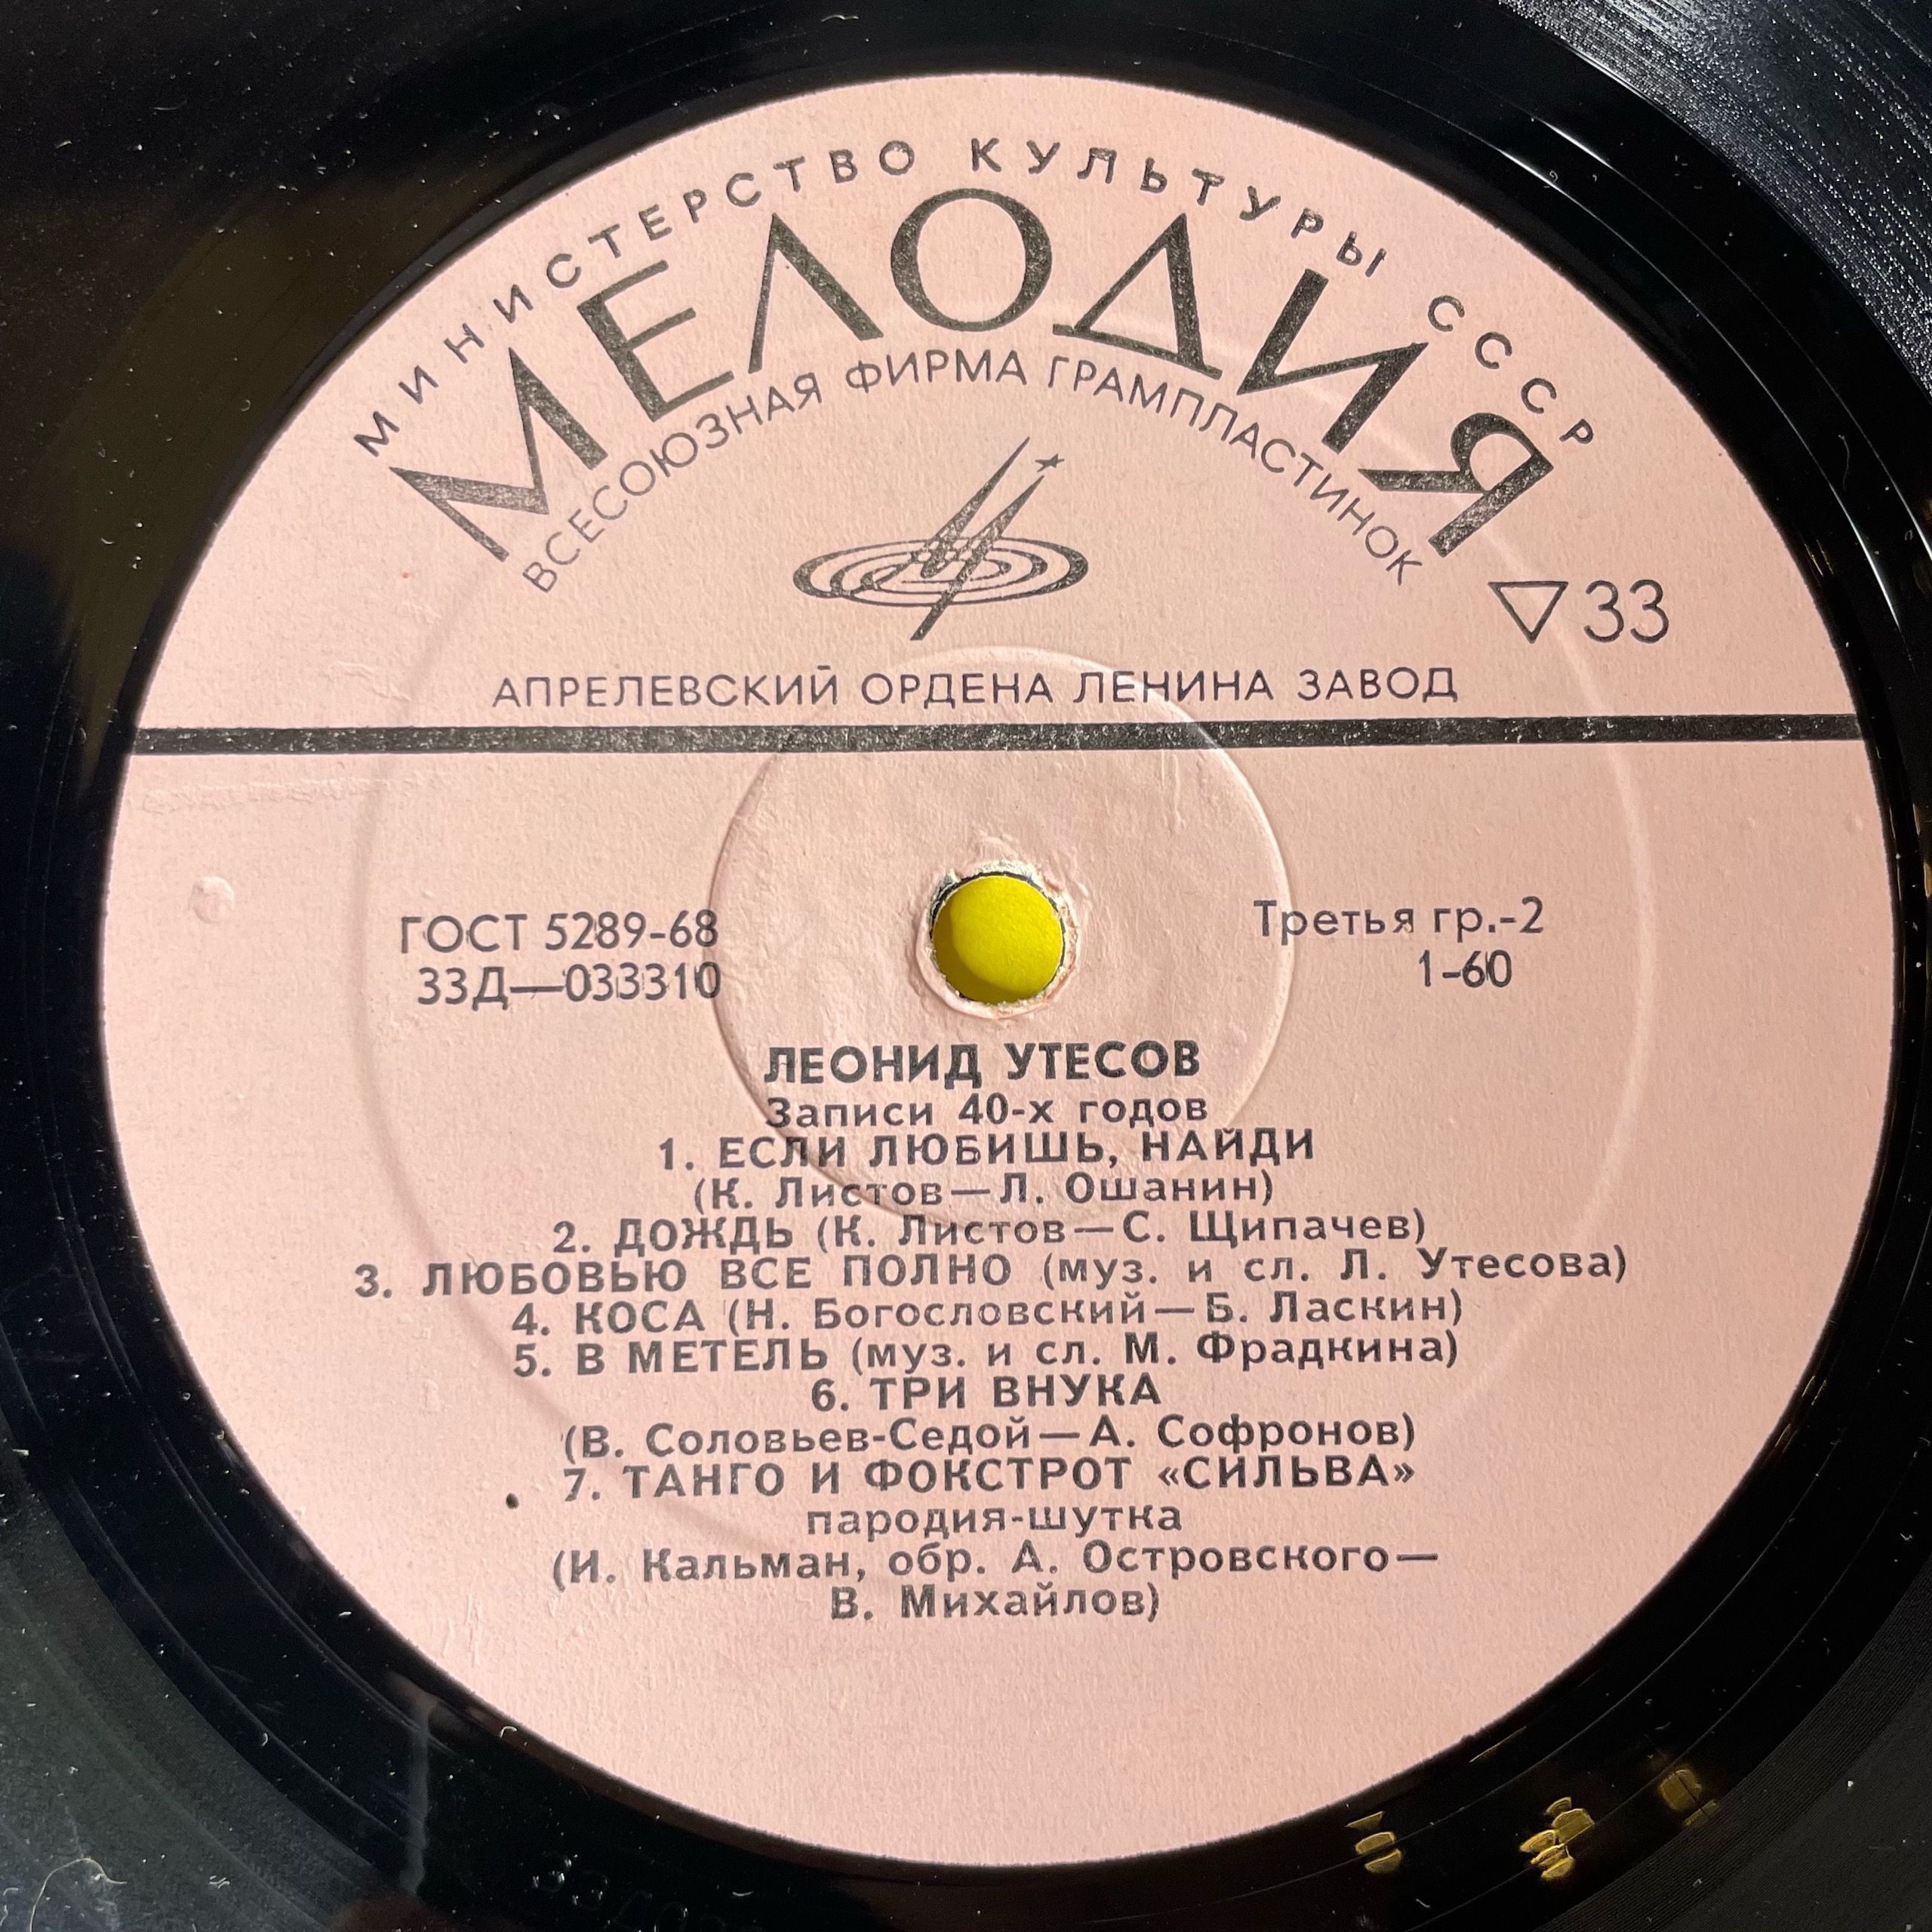 МИНИСТЕРСТВО КУЛЬТУРЫ СССР
МЕЛОДИЯ
ВСЕСОЮЗНАЯ ФИРМА ГРАМПЛАСТИНОК
▽33
АПРЕЛЕВСКИЙ ОРДЕНА ЛЕНИНА ЗАВОД
ГОСТ 5289-68
33Д—033310
Третья гр.-2
1-60
ЛЕОНИД УТЕСОВ
Записи 40-х годов
1. ЕСЛИ ЛЮБИШЬ, НАЙДИ
(К. Листов—Л. Ошанин)
2. ДОЖДЬ (К. Листов—С. Щипачев)
3. ЛЮБОВЬЮ ВСЕ ПОЛНО (муз. и сл. Л. Утесова)
4. КОСА (Н. Богословский—Б. Ласкин)
5. В МЕТЕЛЬ (муз. и сл. М. Фрадкина)
6. ТРИ ВНУКА
(В. Соловьев-Седой—А. Софронов)
7. ТАНГО И ФОКСТРОТ «СИЛЬВА»
пародия-шутка
(И. Кальман, обр. А. Островского—
В. Михайлов)